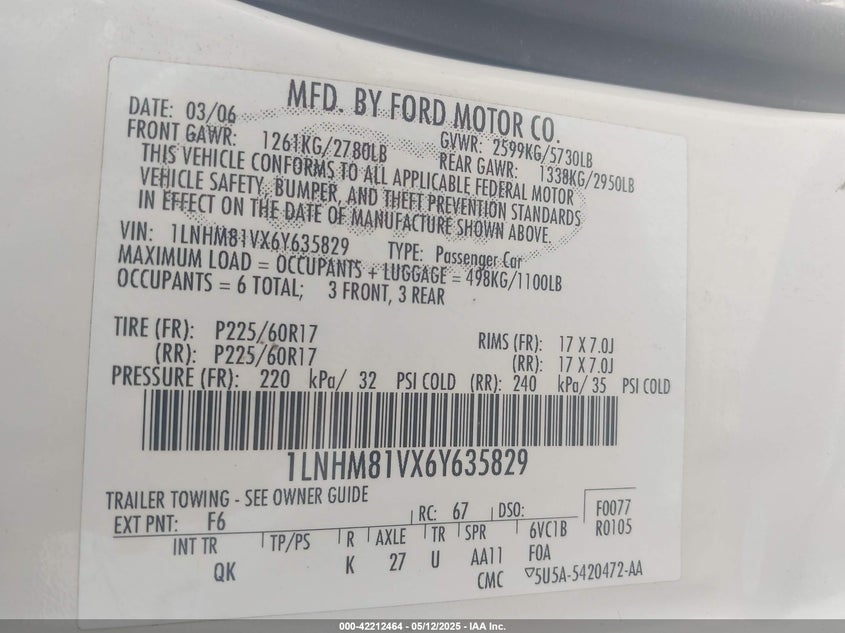 MFD. BY FORD MOTOR CO.
DATE: 03/06 GVWR: 2599KG/5730LB
FRONT GAWR: 1261KG/2780LB REAR GAWR: 1338KG/2950LB
THIS VEHICLE CONFORMS TO ALL APPLICABLE FEDERAL MOTOR
VEHICLE SAFETY, BUMPER, AND THEFT PREVENTION STANDARDS
IN EFFECT ON THE DATE OF MANUFACTURE SHOWN ABOVE.
VIN: 1LNHM81VX6Y635829 TYPE: Passenger Car
MAXIMUM LOAD = OCCUPANTS + LUGGAGE = 498KG/1100LB
OCCUPANTS = 6 TOTAL; 3 FRONT, 3 REAR
TIRE (FR): P225/60R17 RIMS (FR): 17 X 7.0J
(RR): P225/60R17 (RR): 17 X 7.0J
PRESSURE (FR): 220 kPa/ 32 PSI COLD (RR): 240 kPa/ 35 PSI COLD
1LNHM81VX6Y635829
TRAILER TOWING - SEE OWNER GUIDE
EXT PNT: F6 RC: 67 DSO: F0077
R0105
INT TR TP/PS R AXLE TR SPR 6VC1B
QK K 27 U AA11 F0A
CMC ▽5U5A-5420472-AA
000-42212464 - 05/12/2025 - IAA Inc.